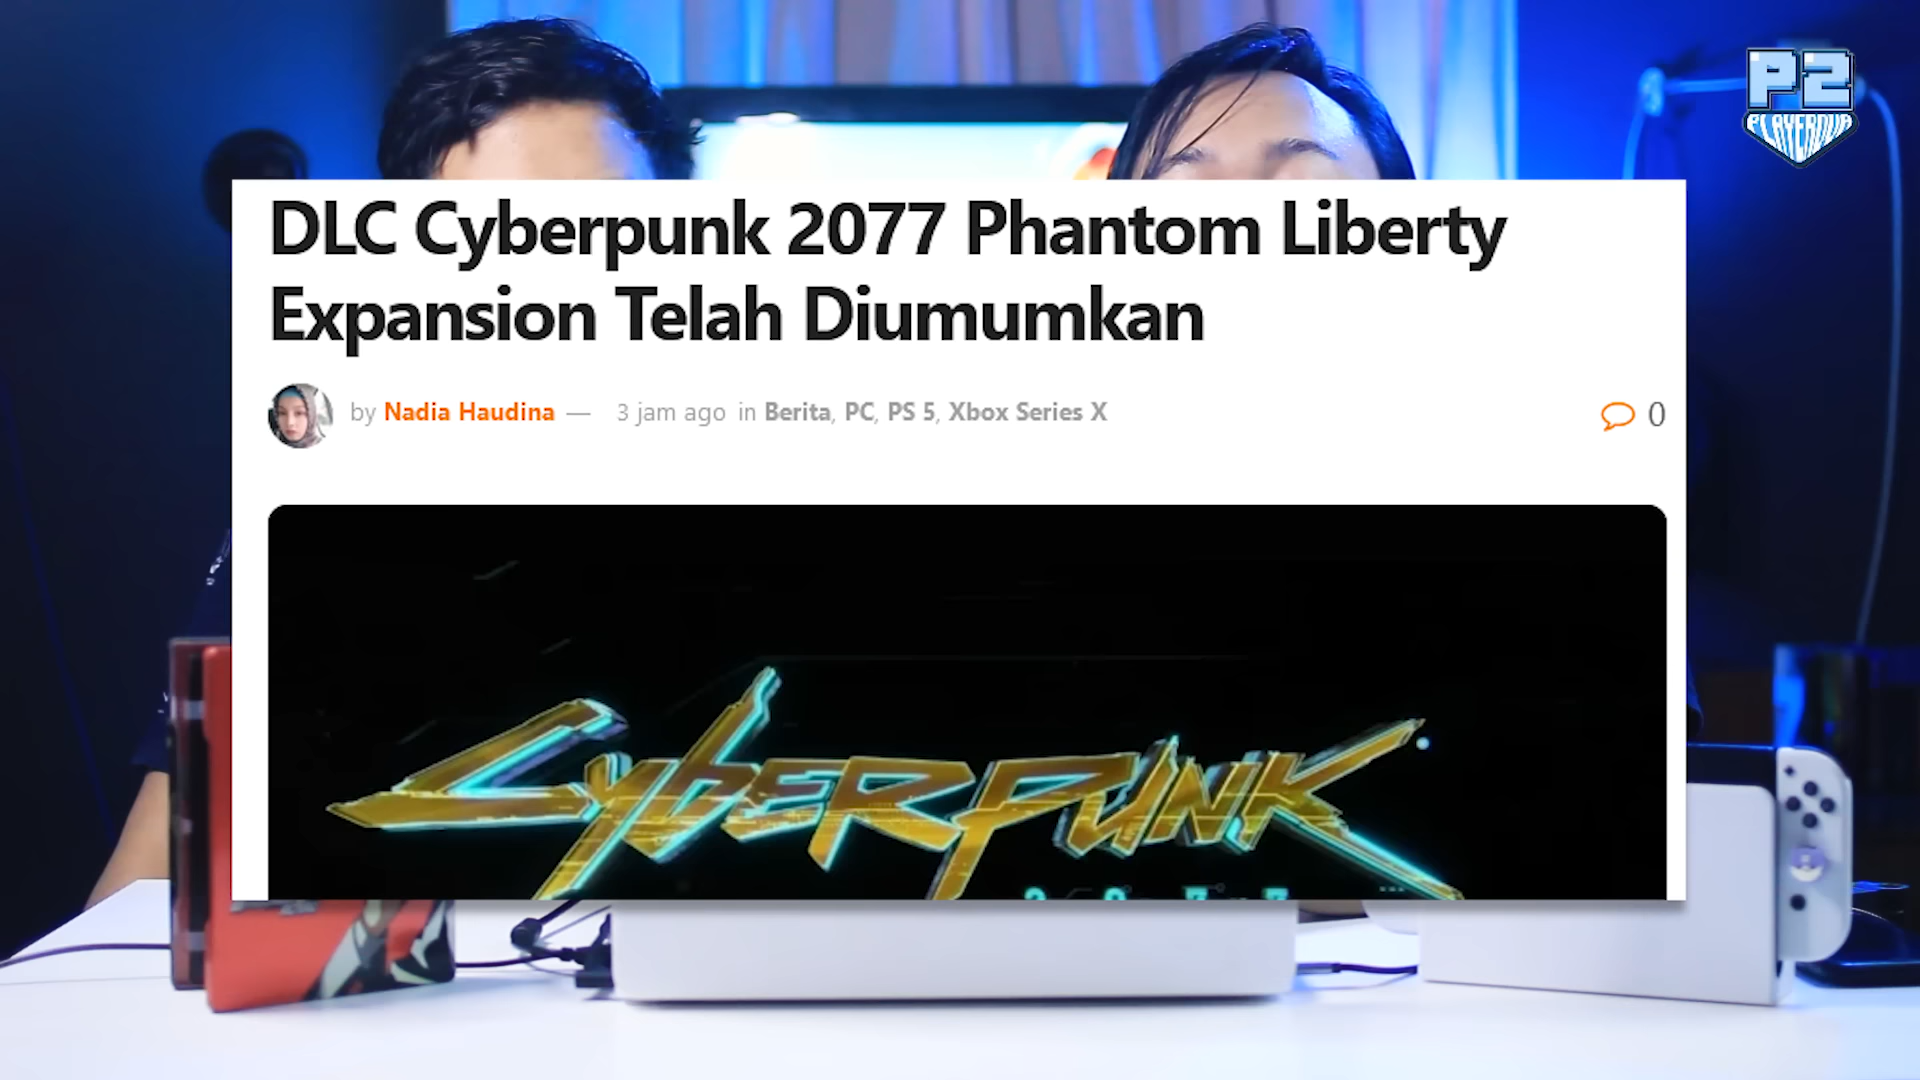 P2
PLAYERDUA
DLC Cyberpunk 2077 Phantom Liberty
Expansion Telah Diumumkan
by Nadia Haudina — 3 jam ago in Berita, PC, PS 5, Xbox Series X
0
CYBERPUNK